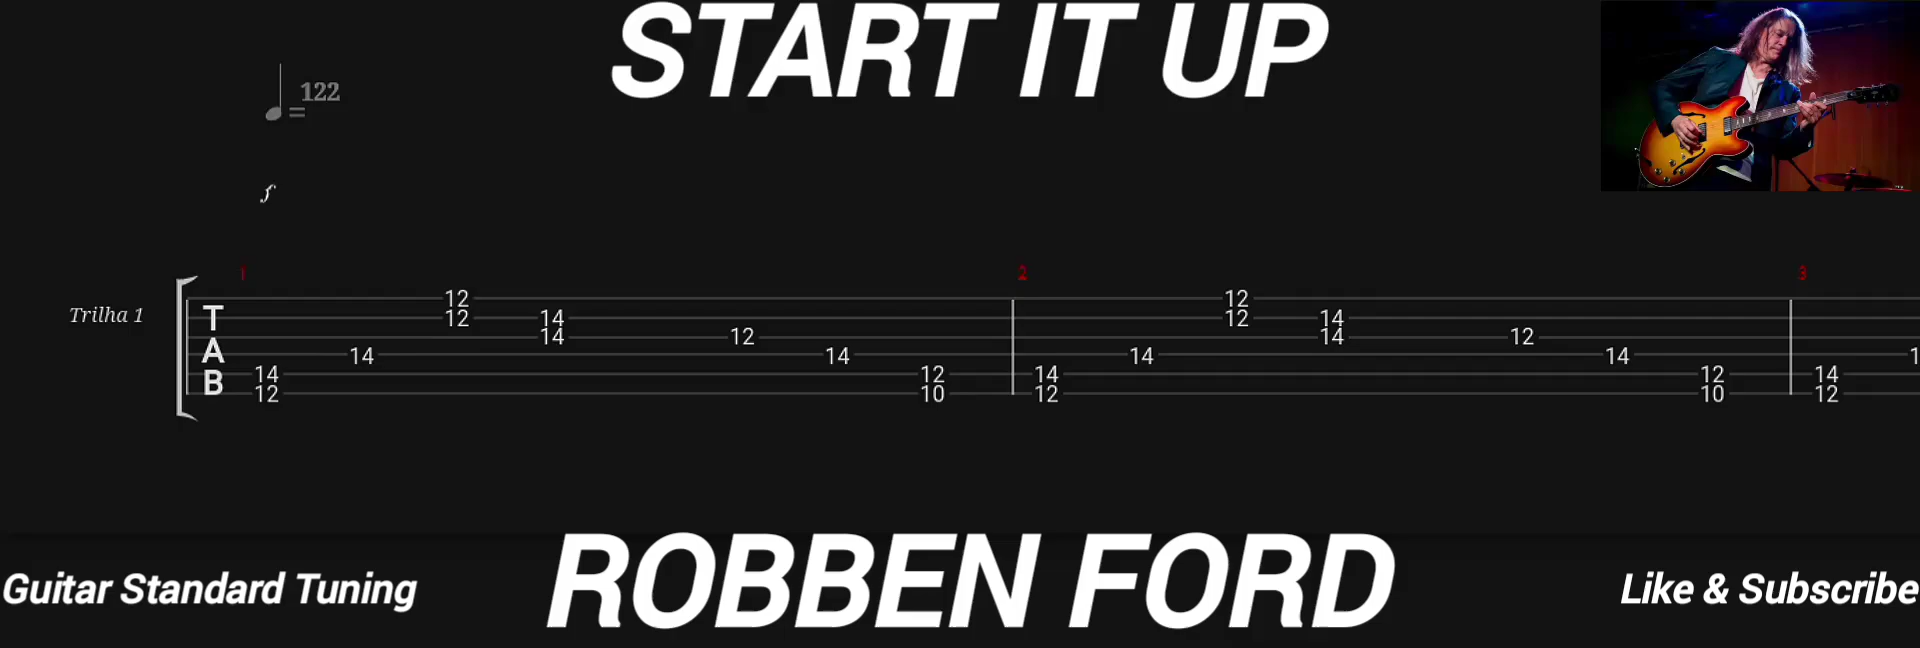 START IT UP
= 122
f
1 2 3
Trilha 1
T
A
B
12 12
12 14 12 14
14 12 14 12
14 14 14 14 1
14 12 14 12 14
12 10 12 10 12
ROBBEN FORD
Guitar Standard Tuning
Like & Subscribe